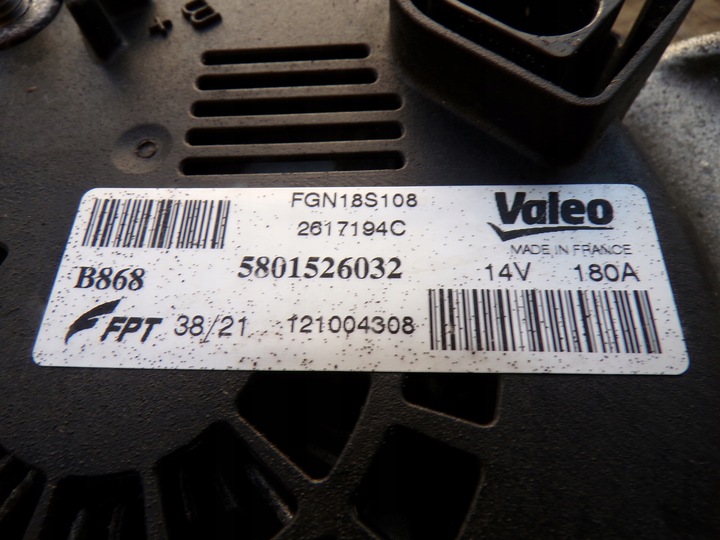 FGN18S108
2617194C
Valeo
MADE IN FRANCE
B868
5801526032
14V 180A
FPT 38/21 121004308